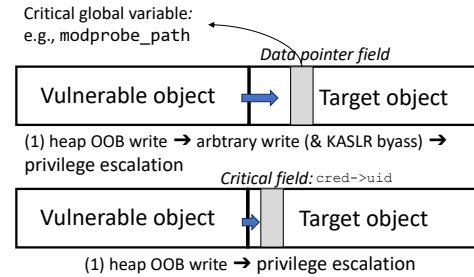 Critical global variable:
e.g., modprobe_path
Data pointer field
Vulnerable object
Target object
(1) heap OOB write ➔ arbtrary write (& KASLR byass) ➔
privilege escalation
Critical field: cred->uid
Vulnerable object
Target object
(1) heap OOB write ➔ privilege escalation